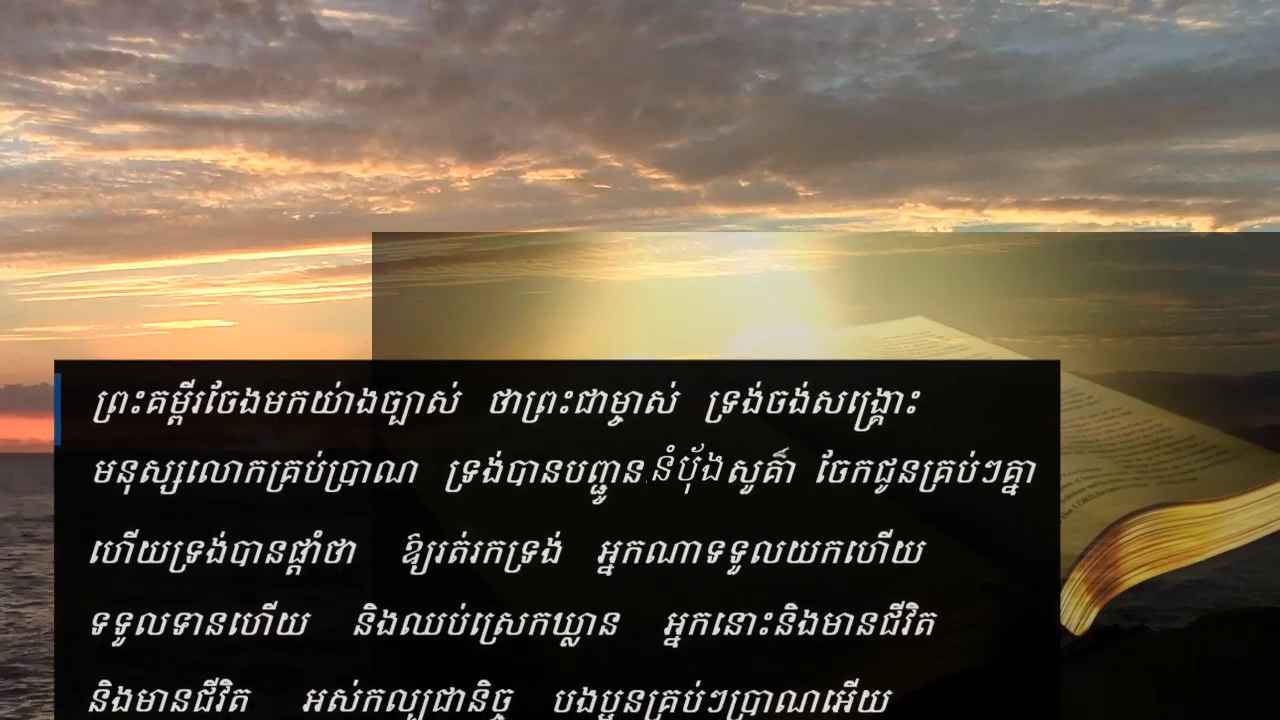 ព្រះគម្ពីរចែងមកយ៉ាងច្បាស់ ថាព្រះជាម្ចាស់ ទ្រង់ចង់សង្គ្រោះ
មនុស្សលោកគ្រប់ប្រាណ ទ្រង់បានបញ្ជូន នំប៉័ង សូគ៌ា ចែកជូនគ្រប់ៗគ្នា
ហើយទ្រង់បានផ្ដាំថា ឱ្យរត់រកទ្រង់ អ្នកណាទទួលយកហើយ
ទទួលទានហើយ និងឈប់ស្រេកឃ្លាន អ្នកនោះនិងមានជីវិត
និងមានជីវិត អស់កល្បជានិច្ច បងប្អូនគ្រប់ៗប្រាណអើយ